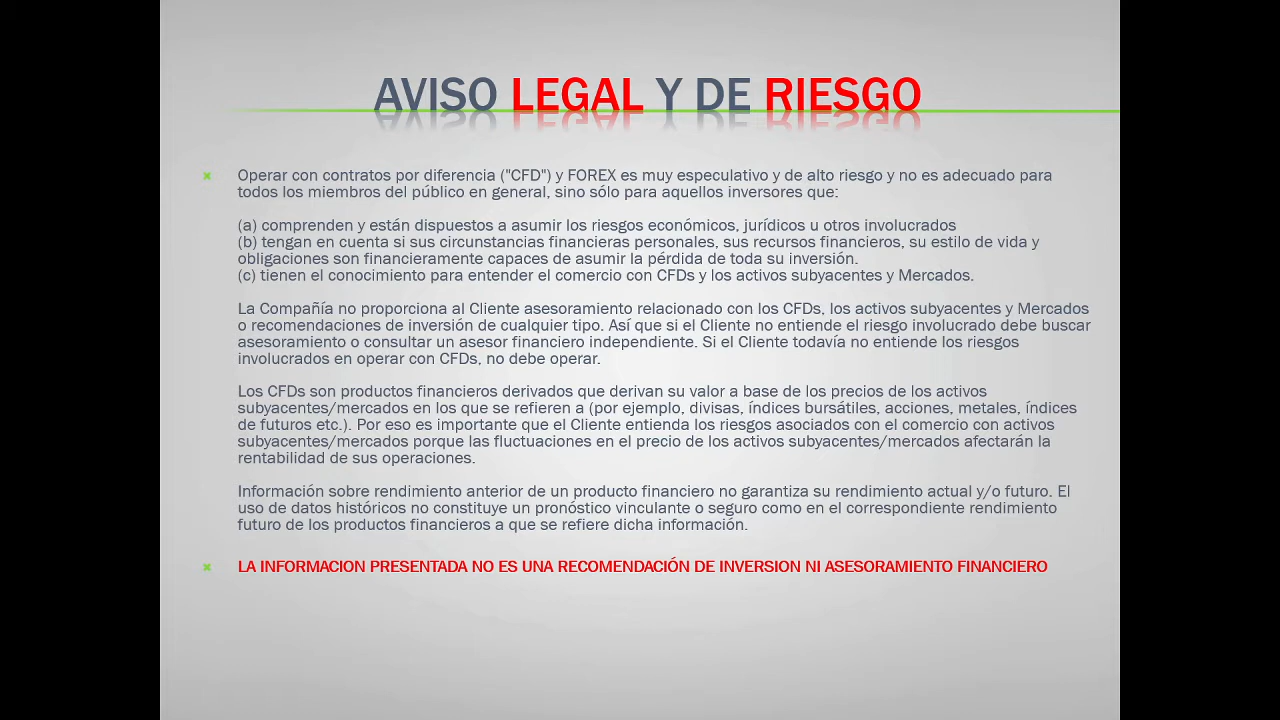 AVISO LEGAL Y DE RIESGO
Operar con contratos por diferencia ("CFD") y FOREX es muy especulativo y de alto riesgo y no es adecuado para
todos los miembros del público en general, sino sólo para aquellos inversores que:
(a) comprenden y están dispuestos a asumir los riesgos económicos, jurídicos u otros involucrados
(b) tengan en cuenta si sus circunstancias financieras personales, sus recursos financieros, su estilo de vida y
obligaciones son financieramente capaces de asumir la pérdida de toda su inversión.
(c) tienen el conocimiento para entender el comercio con CFDs y los activos subyacentes y Mercados.
La Compañía no proporciona al Cliente asesoramiento relacionado con los CFDs, los activos subyacentes y Mercados
o recomendaciones de inversión de cualquier tipo. Así que si el Cliente no entiende el riesgo involucrado debe buscar
asesoramiento o consultar un asesor financiero independiente. Si el Cliente todavía no entiende los riesgos
involucrados en operar con CFDs, no debe operar.
Los CFDs son productos financieros derivados que derivan su valor a base de los precios de los activos
subyacentes/mercados en los que se refieren a (por ejemplo, divisas, índices bursátiles, acciones, metales, índices
de futuros etc.). Por eso es importante que el Cliente entienda los riesgos asociados con el comercio con activos
subyacentes/mercados porque las fluctuaciones en el precio de los activos subyacentes/mercados afectarán la
rentabilidad de sus operaciones.
Información sobre rendimiento anterior de un producto financiero no garantiza su rendimiento actual y/o futuro. El
uso de datos históricos no constituye un pronóstico vinculante o seguro como en el correspondiente rendimiento
futuro de los productos financieros a que se refiere dicha información.
LA INFORMACION PRESENTADA NO ES UNA RECOMENDACIÓN DE INVERSION NI ASESORAMIENTO FINANCIERO